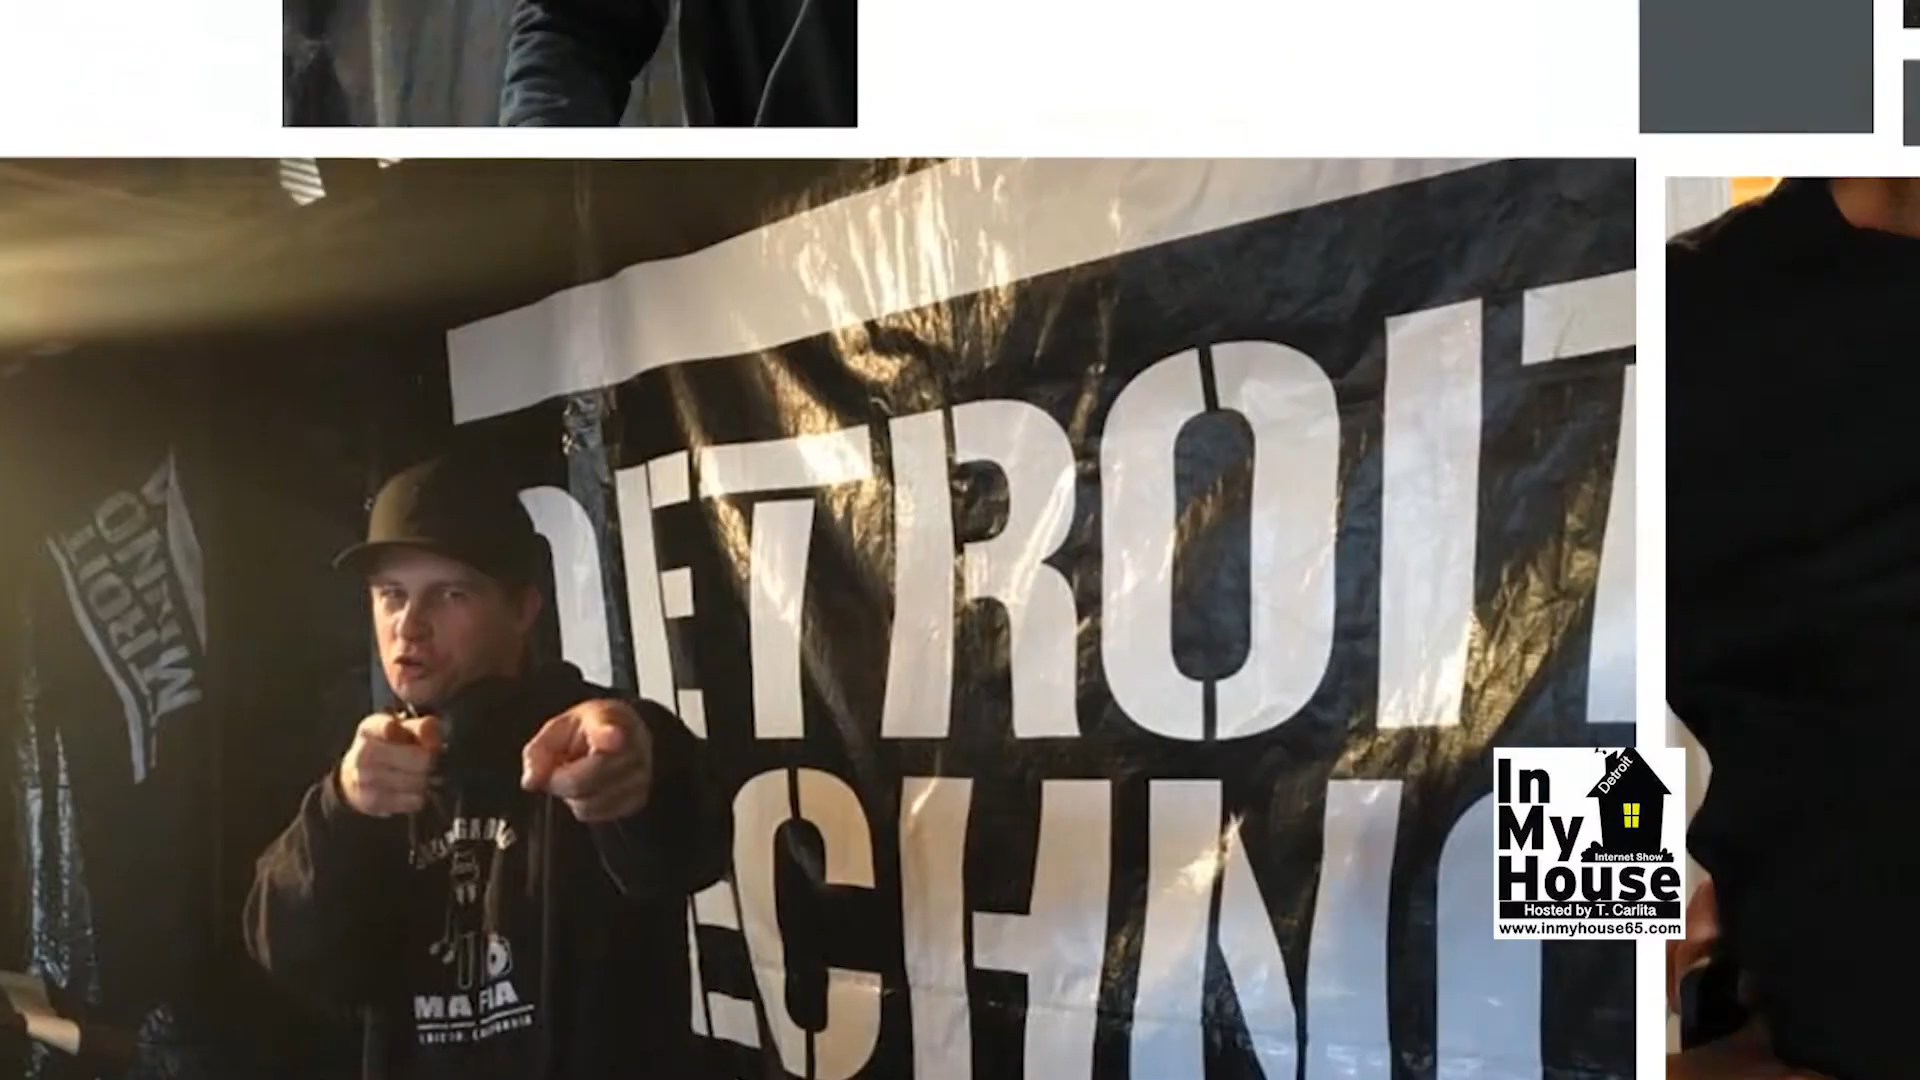 DETROIT
ECHNO
MAFIA
In
My
House
Detroit
Internet Show
Hosted by T. Carlita
www.inmyhouse65.com